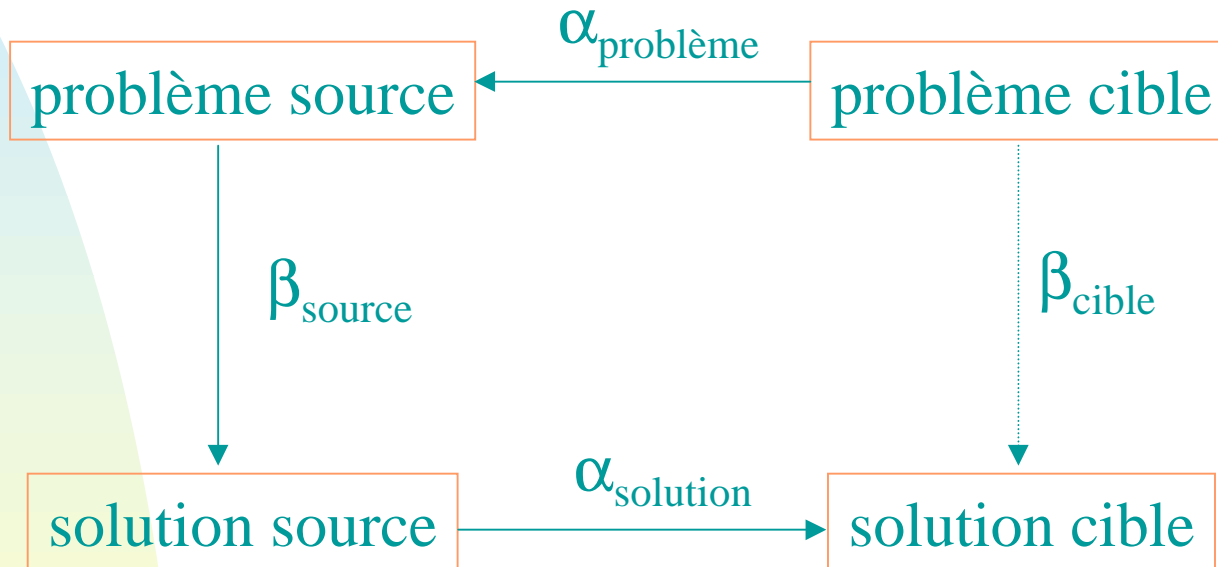 αproblème
problème source
problème cible
βsource
βcible
αsolution
solution source
solution cible